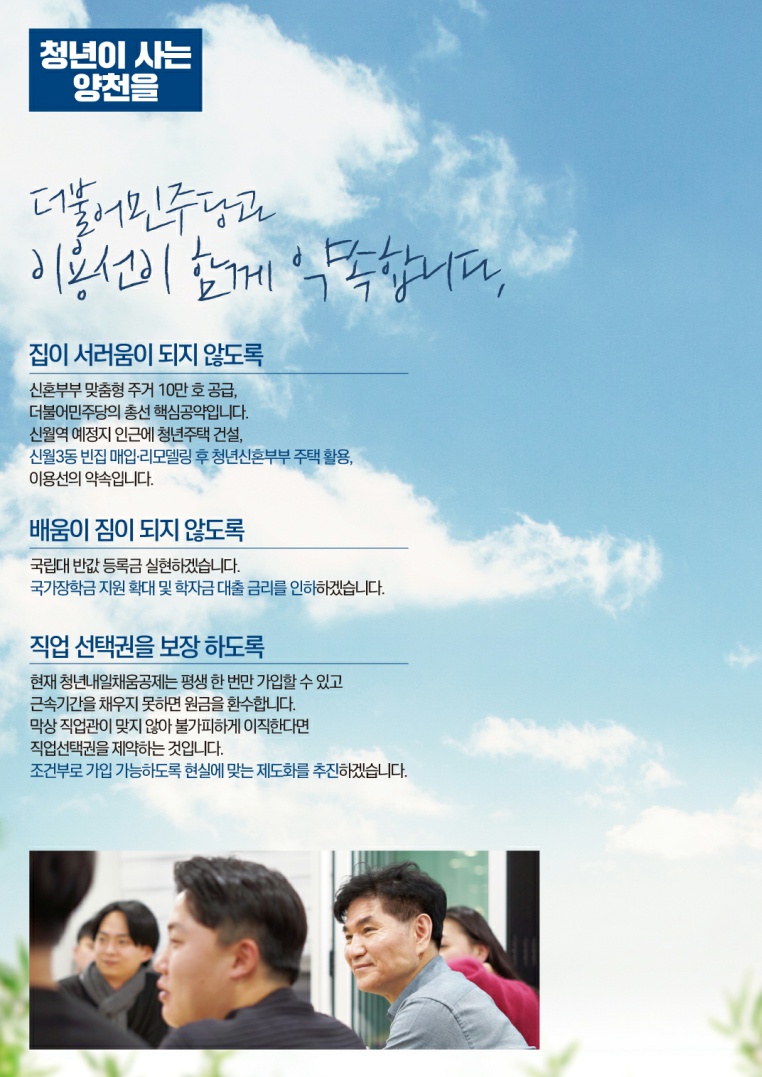 청년이 사는
양천을
더불어민주당과
이용선이 함께 약속합니다,
집이 서러움이 되지 않도록
신혼부부 맞춤형 주거 10만 호 공급,
더불어민주당의 총선 핵심공약입니다.
신월역 예정지 인근에 청년주택 건설,
신월3동 빈집 매입·리모델링 후 청년신혼부부 주택 활용,
이용선의 약속입니다.
배움이 짐이 되지 않도록
국립대 반값 등록금 실현하겠습니다.
국가장학금 지원 확대 및 학자금 대출 금리를 인하하겠습니다.
직업 선택권을 보장 하도록
현재 청년내일채움공제는 평생 한 번만 가입할 수 있고
근속기간을 채우지 못하면 원금을 환수합니다.
막상 직업관이 맞지 않아 불가피하게 이직한다면
직업선택권을 제약하는 것입니다.
조건부로 가입 가능하도록 현실에 맞는 제도화를 추진하겠습니다.